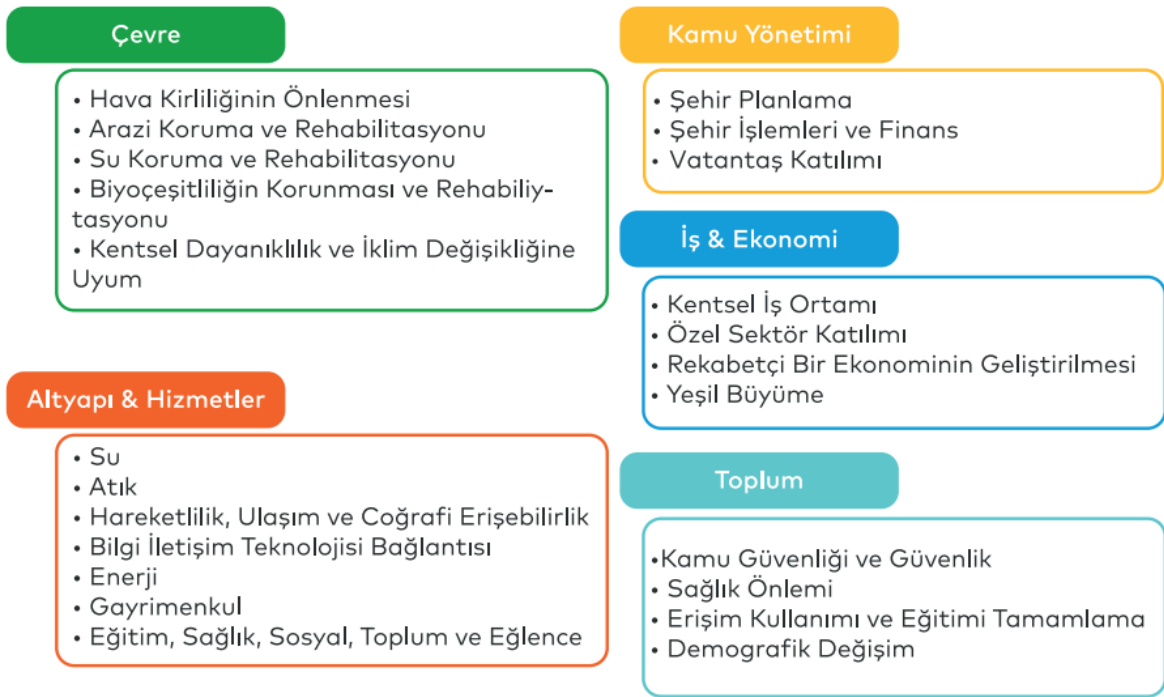 Çevre
• Hava Kirliliğinin Önlenmesi
• Arazi Koruma ve Rehabilitasyonu
• Su Koruma ve Rehabilitasyonu
• Biyoçeşitliliğin Korunması ve Rehabiliy-
tasyonu
• Kentsel Dayanıklılık ve İklim Değişikliğine
Uyum
Altyapı & Hizmetler
• Su
• Atık
• Hareketlilik, Ulaşım ve Coğrafi Erişebilirlik
• Bilgi İletişim Teknolojisi Bağlantısı
• Enerji
• Gayrimenkul
• Eğitim, Sağlık, Sosyal, Toplum ve Eğlence
Kamu Yönetimi
• Şehir Planlama
• Şehir İşlemleri ve Finans
• Vatantaş Katılımı
İş & Ekonomi
• Kentsel İş Ortamı
• Özel Sektör Katılımı
• Rekabetçi Bir Ekonominin Geliştirilmesi
• Yeşil Büyüme
Toplum
•Kamu Güvenliği ve Güvenlik
• Sağlık Önlemi
• Erişim Kullanımı ve Eğitimi Tamamlama
• Demografik Değişim